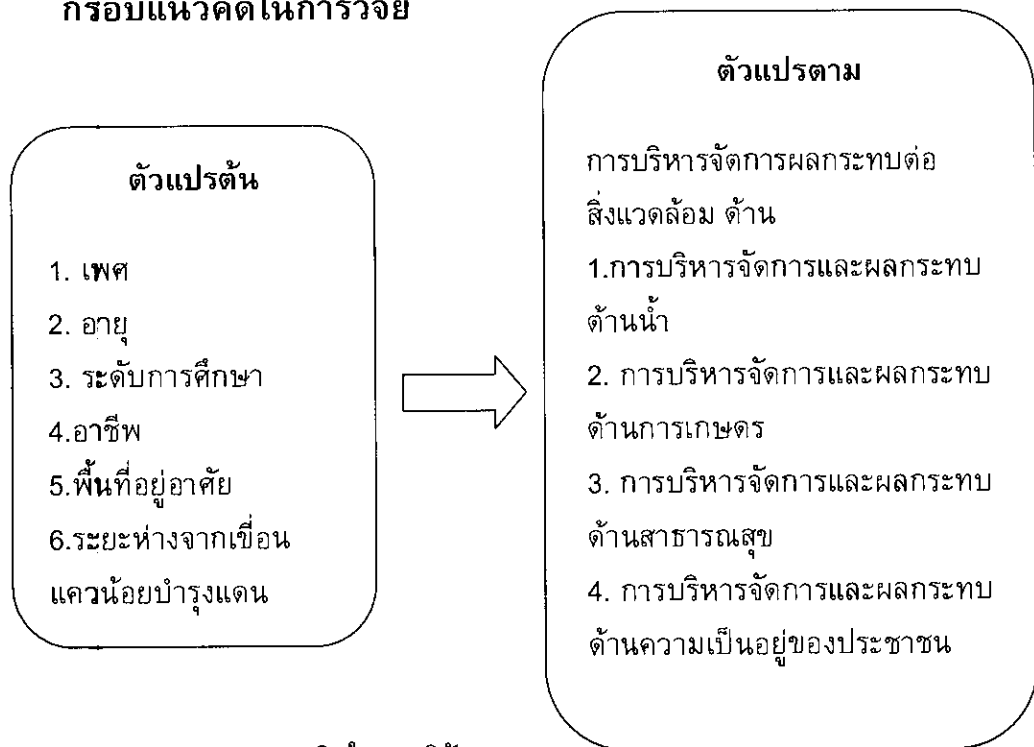 กรอบแนวคิดในการวิจัย
ตัวแปรต้น
1. เพศ
2. อายุ
3. ระดับการศึกษา
4.อาชีพ
5.พื้นที่อยู่อาศัย
6.ระยะห่างจากเขื่อน
แควน้อยบำรุงแดน
ตัวแปรตาม
การบริหารจัดการผลกระทบต่อ
สิ่งแวดล้อม ด้าน
1.การบริหารจัดการและผลกระทบ
ด้านน้ำ
2. การบริหารจัดการและผลกระทบ
ด้านการเกษตร
3. การบริหารจัดการและผลกระทบ
ด้านสาธารณสุข
4. การบริหารจัดการและผลกระทบ
ด้านความเป็นอยู่ของประชาชน